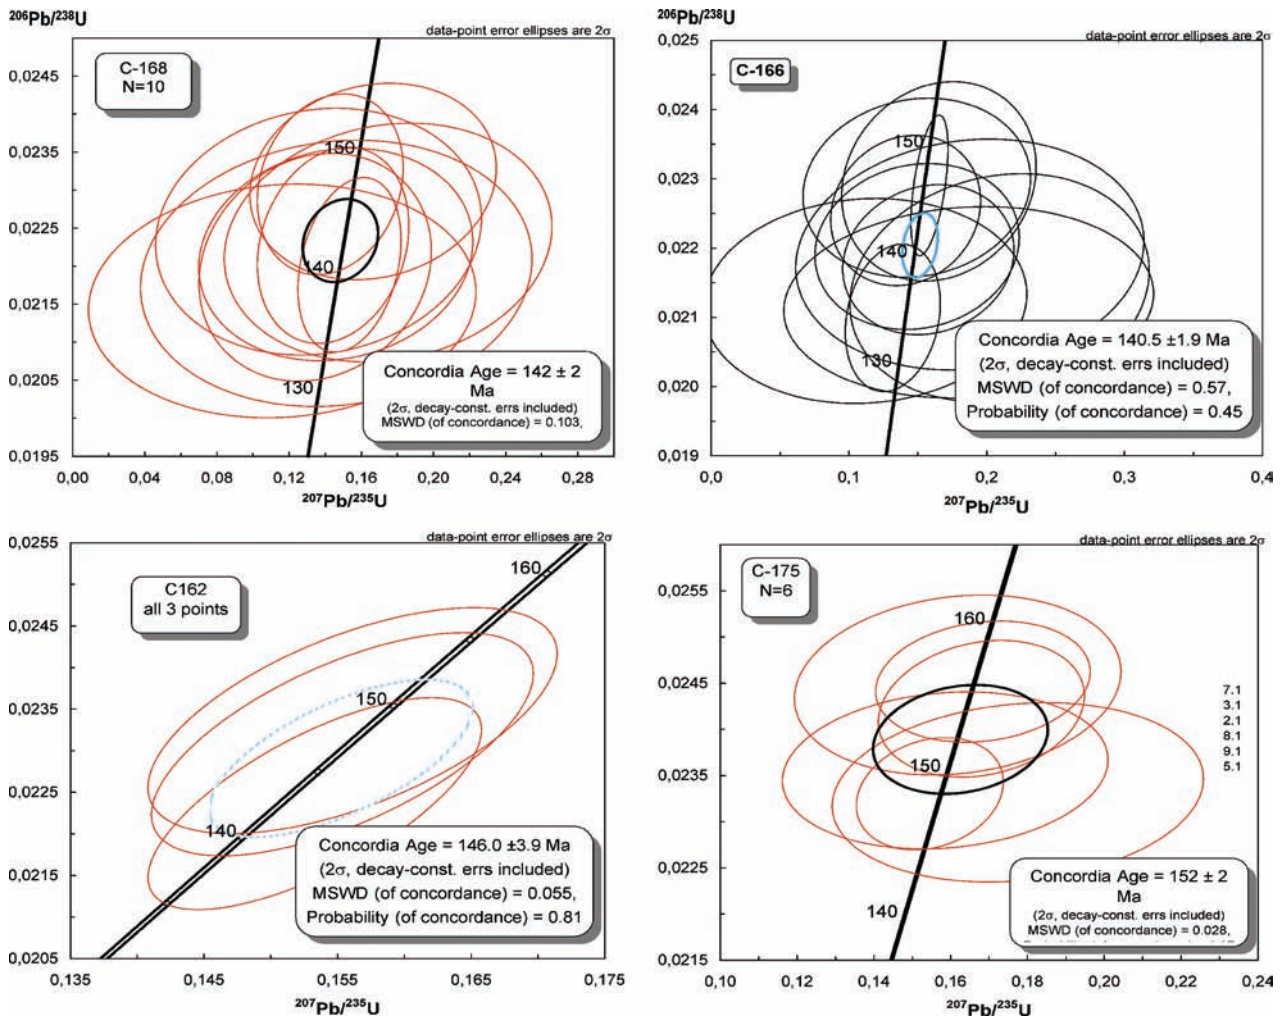 206Pb/238U
data-point error ellipses are 2σ
C-168
N=10
0,0245
0,0235
0,0225
0,0215
0,0205
0,0195
150
140
130
Concordia Age = 142 ± 2
Ma
(2σ, decay-const. errs included)
MSWD (of concordance) = 0.103,
0,00 0,04 0,08 0,12 0,16 0,20 0,24 0,28
207Pb/235U
206Pb/238U
data-point error ellipses are 2σ
C-166
0,025
0,024
0,023
0,022
0,021
0,020
0,019
150
140
130
Concordia Age = 140.5 ±1.9 Ma
(2σ, decay-const. errs included)
MSWD (of concordance) = 0.57,
Probability (of concordance) = 0.45
0,0 0,1 0,2 0,3 0,4
207Pb/235U
data-point error ellipses are 2σ
C162
all 3 points
0,0255
0,0245
0,0235
0,0225
0,0215
0,0205
160
150
140
Concordia Age = 146.0 ±3.9 Ma
(2σ, decay-const. errs included)
MSWD (of concordance) = 0.055,
Probability (of concordance) = 0.81
0,135 0,145 0,155 0,165 0,175
207Pb/235U
data-point error ellipses are 2σ
C-175
N=6
0,0255
0,0245
0,0235
0,0225
0,0215
160
150
140
7.1
3.1
2.1
8.1
9.1
5.1
Concordia Age = 152 ± 2
Ma
(2σ, decay-const. errs included)
MSWD (of concordance) = 0.028,
0,10 0,12 0,14 0,16 0,18 0,20 0,22 0,24
207Pb/235U